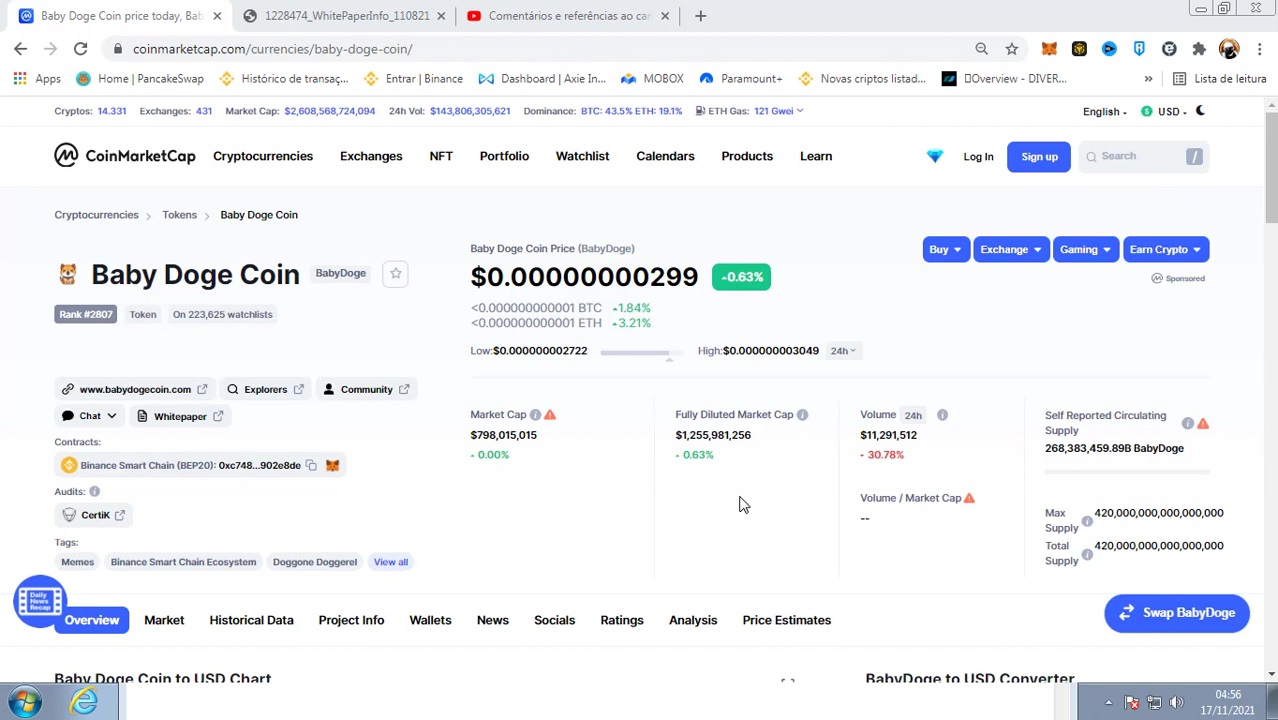 Baby Doge Coin price today, Bab
1228474_WhitePaperInfo_110821
Comentários e referências ao car
coinmarketcap.com/currencies/baby-doge-coin/
Apps Home | PancakeSwap Histórico de transaç... Entrar | Binance Dashboard | Axie In... MOBOX Paramount+ Novas criptos listad... Overview - DIVER... » Lista de leitura
Cryptos: 14.331 Exchanges: 431 Market Cap: $2,608,568,724,094 24h Vol: $143,806,305,621 Dominance: BTC: 43.5% ETH: 19.1% ETH Gas: 121 Gwei English USD
CoinMarketCap Cryptocurrencies Exchanges NFT Portfolio Watchlist Calendars Products Learn Log In Sign up Search /
Cryptocurrencies Tokens Baby Doge Coin
Baby Doge Coin BabyDoge
Rank #2807 Token On 223,625 watchlists
www.babydogecoin.com Explorers Community
Chat Whitepaper
Contracts:
Binance Smart Chain (BEP20): 0xc748...902e8de
Audits:
CertiK
Tags:
Memes Binance Smart Chain Ecosystem Doggone Doggerel View all
Baby Doge Coin Price (BabyDoge)
$0.00000000299 0.63%
<0.000000000001 BTC 1.84%
<0.000000000001 ETH 3.21%
Low:$0.000000002722 High:$0.000000003049 24h
Buy Exchange Gaming Earn Crypto
Sponsored
Market Cap
$798,015,015
0.00%
Fully Diluted Market Cap
$1,255,981,256
0.63%
Volume 24h
$11,291,512
30.78%
Volume / Market Cap
--
Self Reported Circulating
Supply
268,383,459.89B BabyDoge
Max
Supply
420,000,000,000,000,000
Total
Supply
420,000,000,000,000,000
Daily
News
Recap
Overview Market Historical Data Project Info Wallets News Socials Ratings Analysis Price Estimates
Swap BabyDoge
Baby Doge Coin to USD Chart
BabyDoge to USD Converter
04:56
17/11/2021